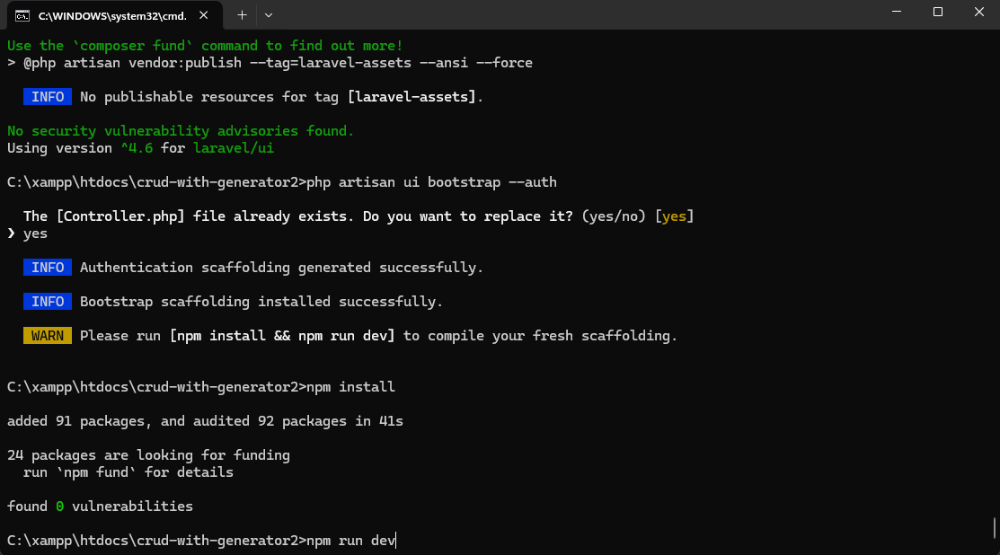 C:\WINDOWS\system32\cmd.
Use the `composer fund` command to find out more!
> @php artisan vendor:publish --tag=laravel-assets --ansi --force
INFO No publishable resources for tag [laravel-assets].
No security vulnerability advisories found.
Using version ^4.6 for laravel/ui
C:\xampp\htdocs\crud-with-generator2>php artisan ui bootstrap --auth
The [Controller.php] file already exists. Do you want to replace it? (yes/no) [yes]
❯ yes
INFO Authentication scaffolding generated successfully.
INFO Bootstrap scaffolding installed successfully.
WARN Please run [npm install && npm run dev] to compile your fresh scaffolding.
C:\xampp\htdocs\crud-with-generator2>npm install
added 91 packages, and audited 92 packages in 41s
24 packages are looking for funding
run `npm fund` for details
found 0 vulnerabilities
C:\xampp\htdocs\crud-with-generator2>npm run dev